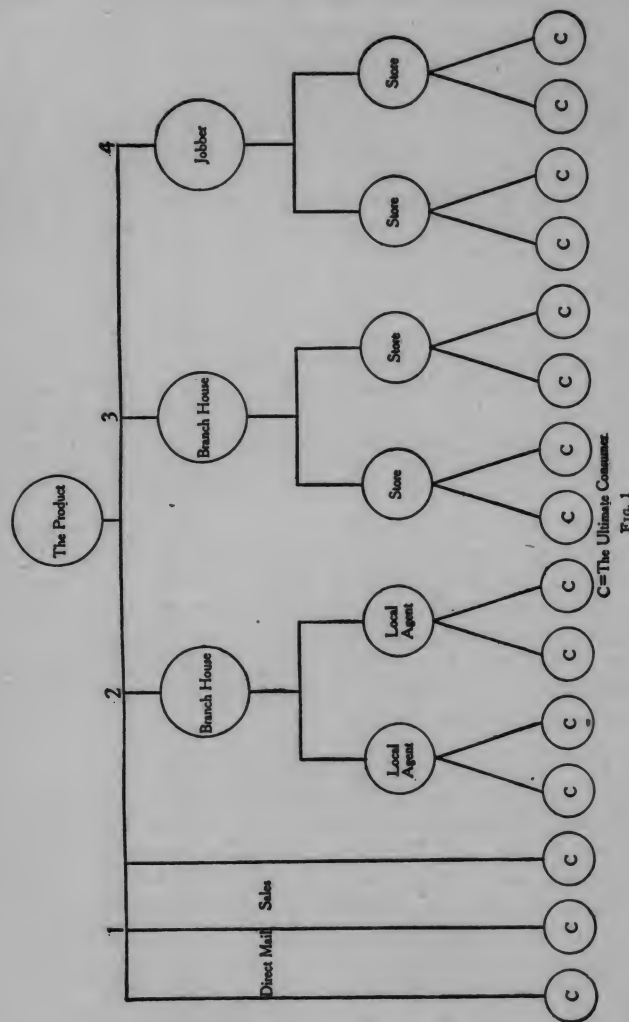 The Product
1 2 3 4
Branch House Branch House Jobber
Direct Mail Sales
Local Agent Local Agent Store Store Store Store
C C C C C C C C C C C C C C C
C=The Ultimate Consumer
FIG. 1